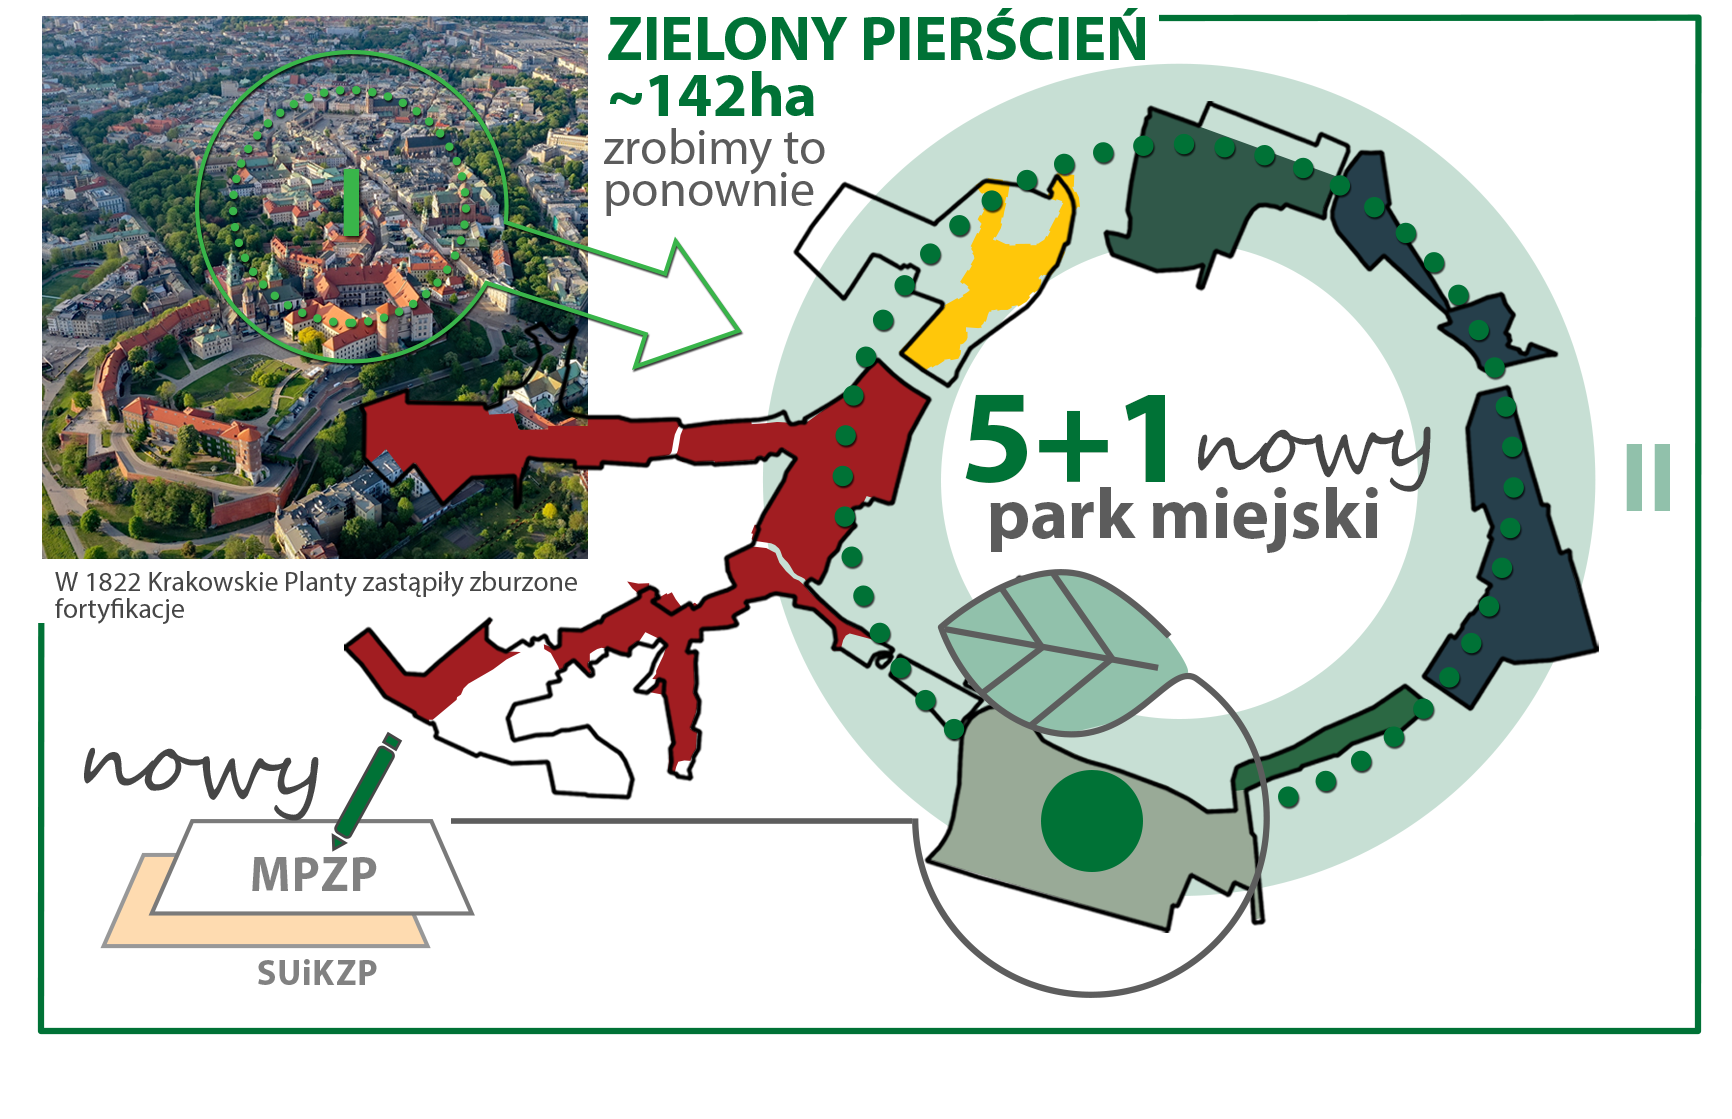 ZIELONY PIERŚCIEŃ
~142ha
zrobimy to
ponownie
I
W 1822 Krakowskie Planty zastąpiły zburzone
fortyfikacje
5+1 nowy
park miejski
II
nowy
MPZP
SUiKZP